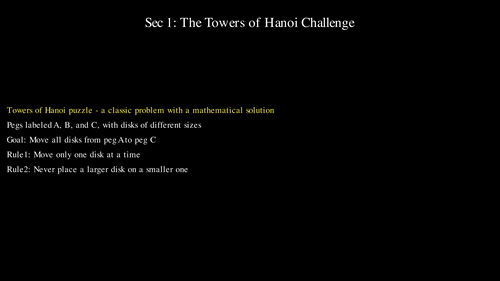 Sec 1: The Towers of Hanoi Challenge
Towers of Hanoi puzzle - a classic problem with a mathematical solution
Pegs labeled A, B, and C, with disks of different sizes
Goal: Move all disks from peg A to peg C
Rule1: Move only one disk at a time
Rule2: Never place a larger disk on a smaller one